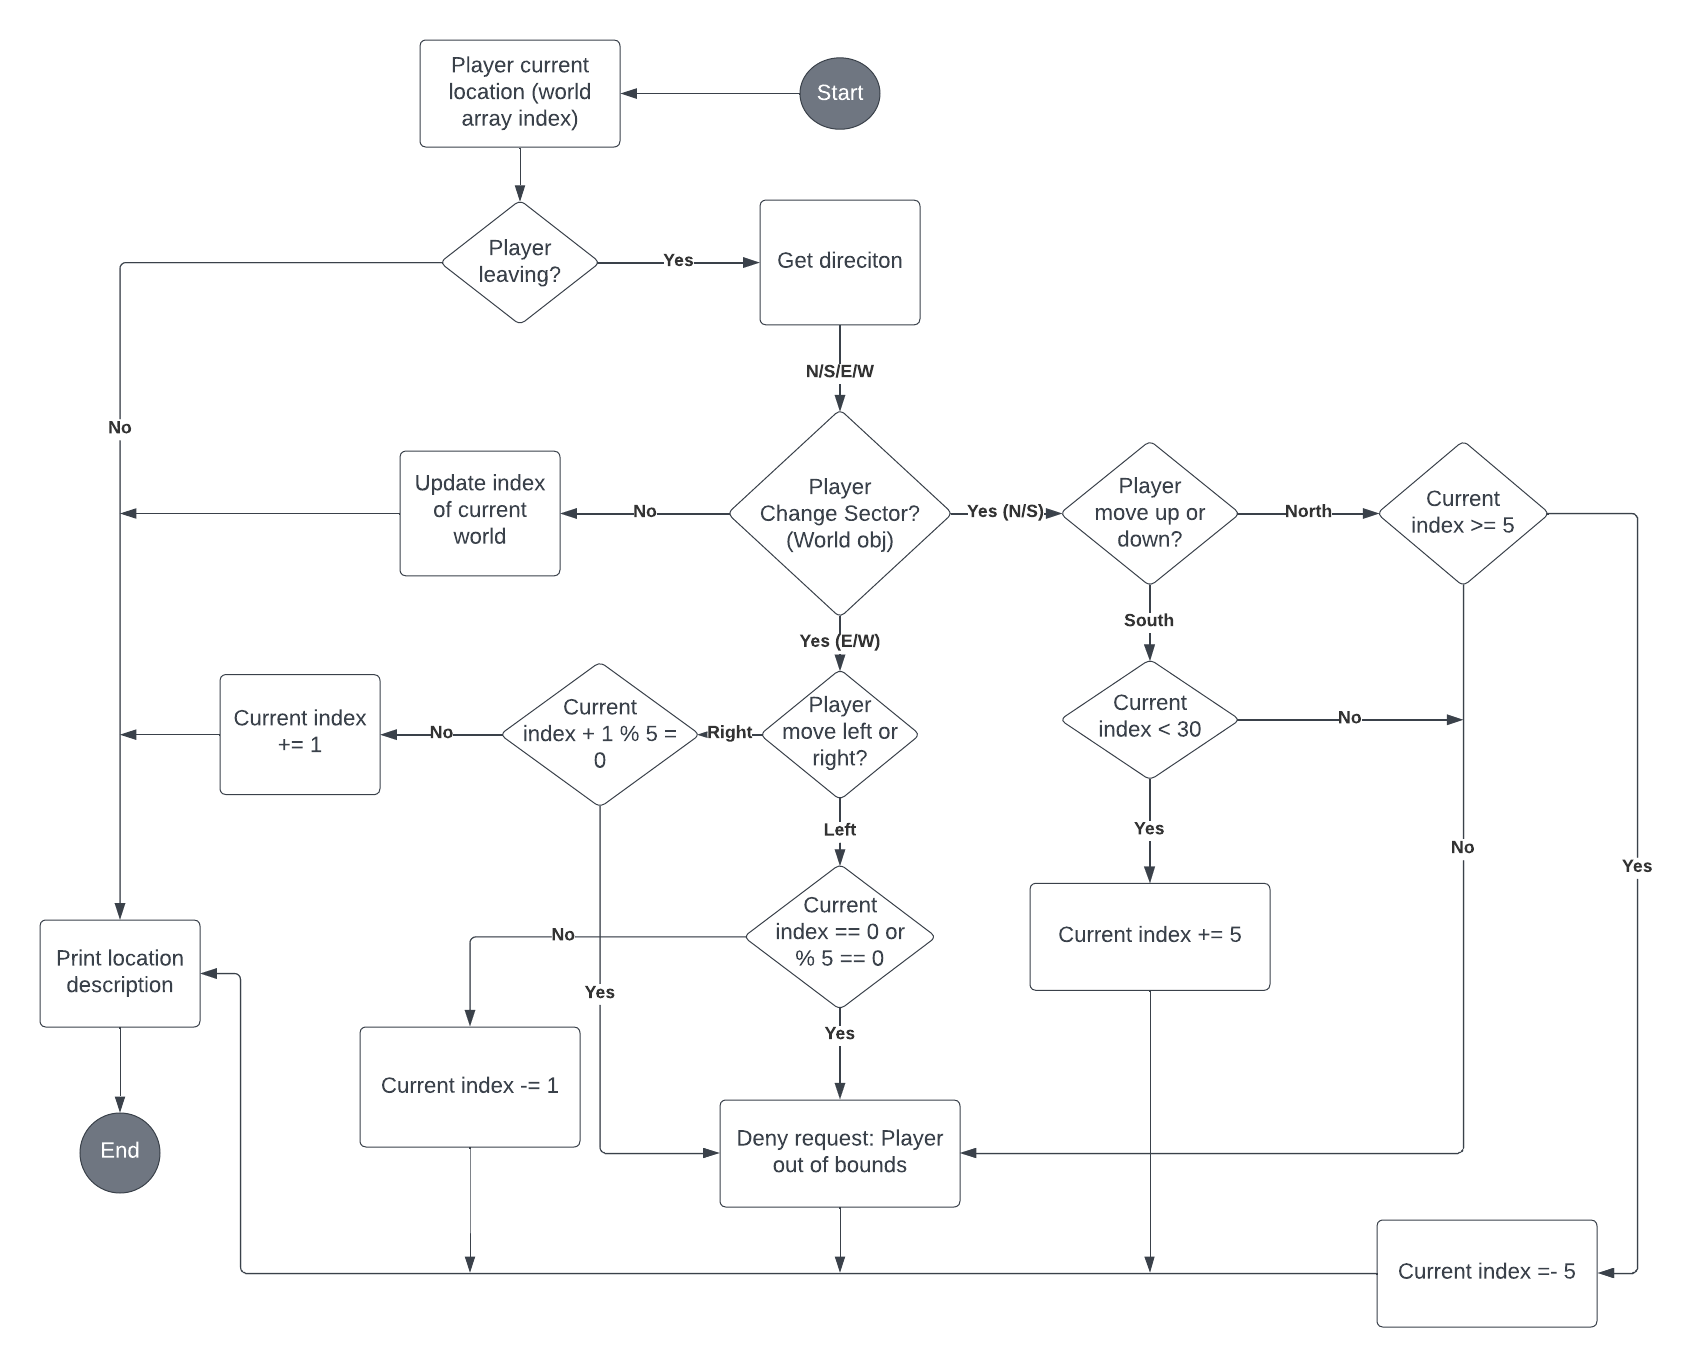 Player current
location (world
array index)
Start
Player
leaving?
Yes
Get direciton
N/S/E/W
No
Update index
of current
world
No
Player
Change Sector?
(World obj)
Yes (N/S)
Player
move up or
down?
North
Current
index >= 5
South
Yes (E/W)
Current index
+= 1
No
Current
index + 1 % 5 =
0
Right
Player
move left or
right?
Current
index < 30
No
Left
Yes
No
Yes
Print location
description
No
Current
index == 0 or
% 5 == 0
Current index += 5
Yes
Yes
Current index -= 1
End
Deny request: Player
out of bounds
Current index =- 5